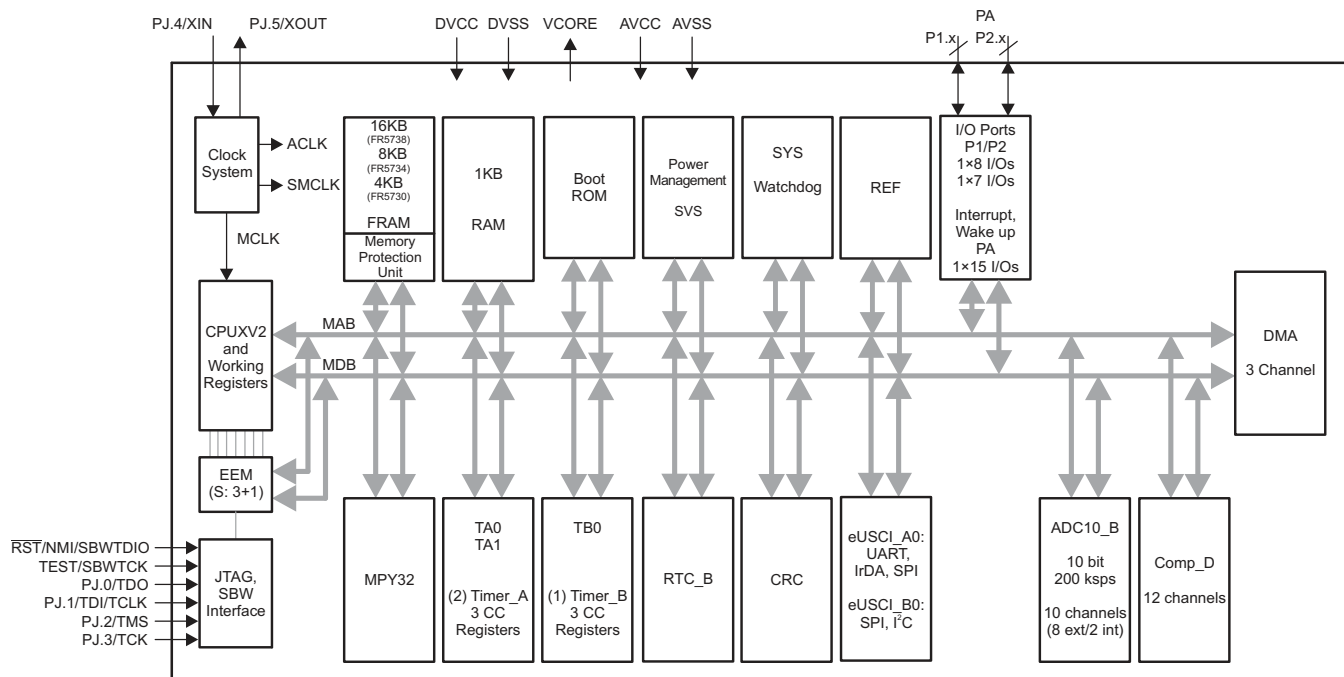 PJ.4/XIN
PJ.5/XOUT
DVCC
DVSS
VCORE
AVCC
AVSS
PA
P1.x
P2.x
Clock
System
ACLK
SMCLK
MCLK
16KB
(FR5738)
8KB
(FR5734)
4KB
(FR5730)
FRAM
Memory
Protection
Unit
1KB
RAM
Boot
ROM
Power
Management
SVS
SYS
Watchdog
REF
I/O Ports
P1/P2
1×8 I/Os
1×7 I/Os
Interrupt,
Wake up
PA
1×15 I/Os
CPUXV2
and
Working
Registers
MAB
MDB
DMA
3 Channel
EEM
(S: 3+1)
RST/NMI/SBWTDIO
TEST/SBWTCK
PJ.0/TDO
PJ.1/TDI/TCLK
PJ.2/TMS
PJ.3/TCK
JTAG,
SBW
Interface
MPY32
TA0
TA1
(2) Timer_A
3 CC
Registers
TB0
(1) Timer_B
3 CC
Registers
RTC_B
CRC
eUSCI_A0:
UART,
IrDA, SPI
eUSCI_B0:
SPI, I²C
ADC10_B
10 bit
200 ksps
10 channels
(8 ext/2 int)
Comp_D
12 channels